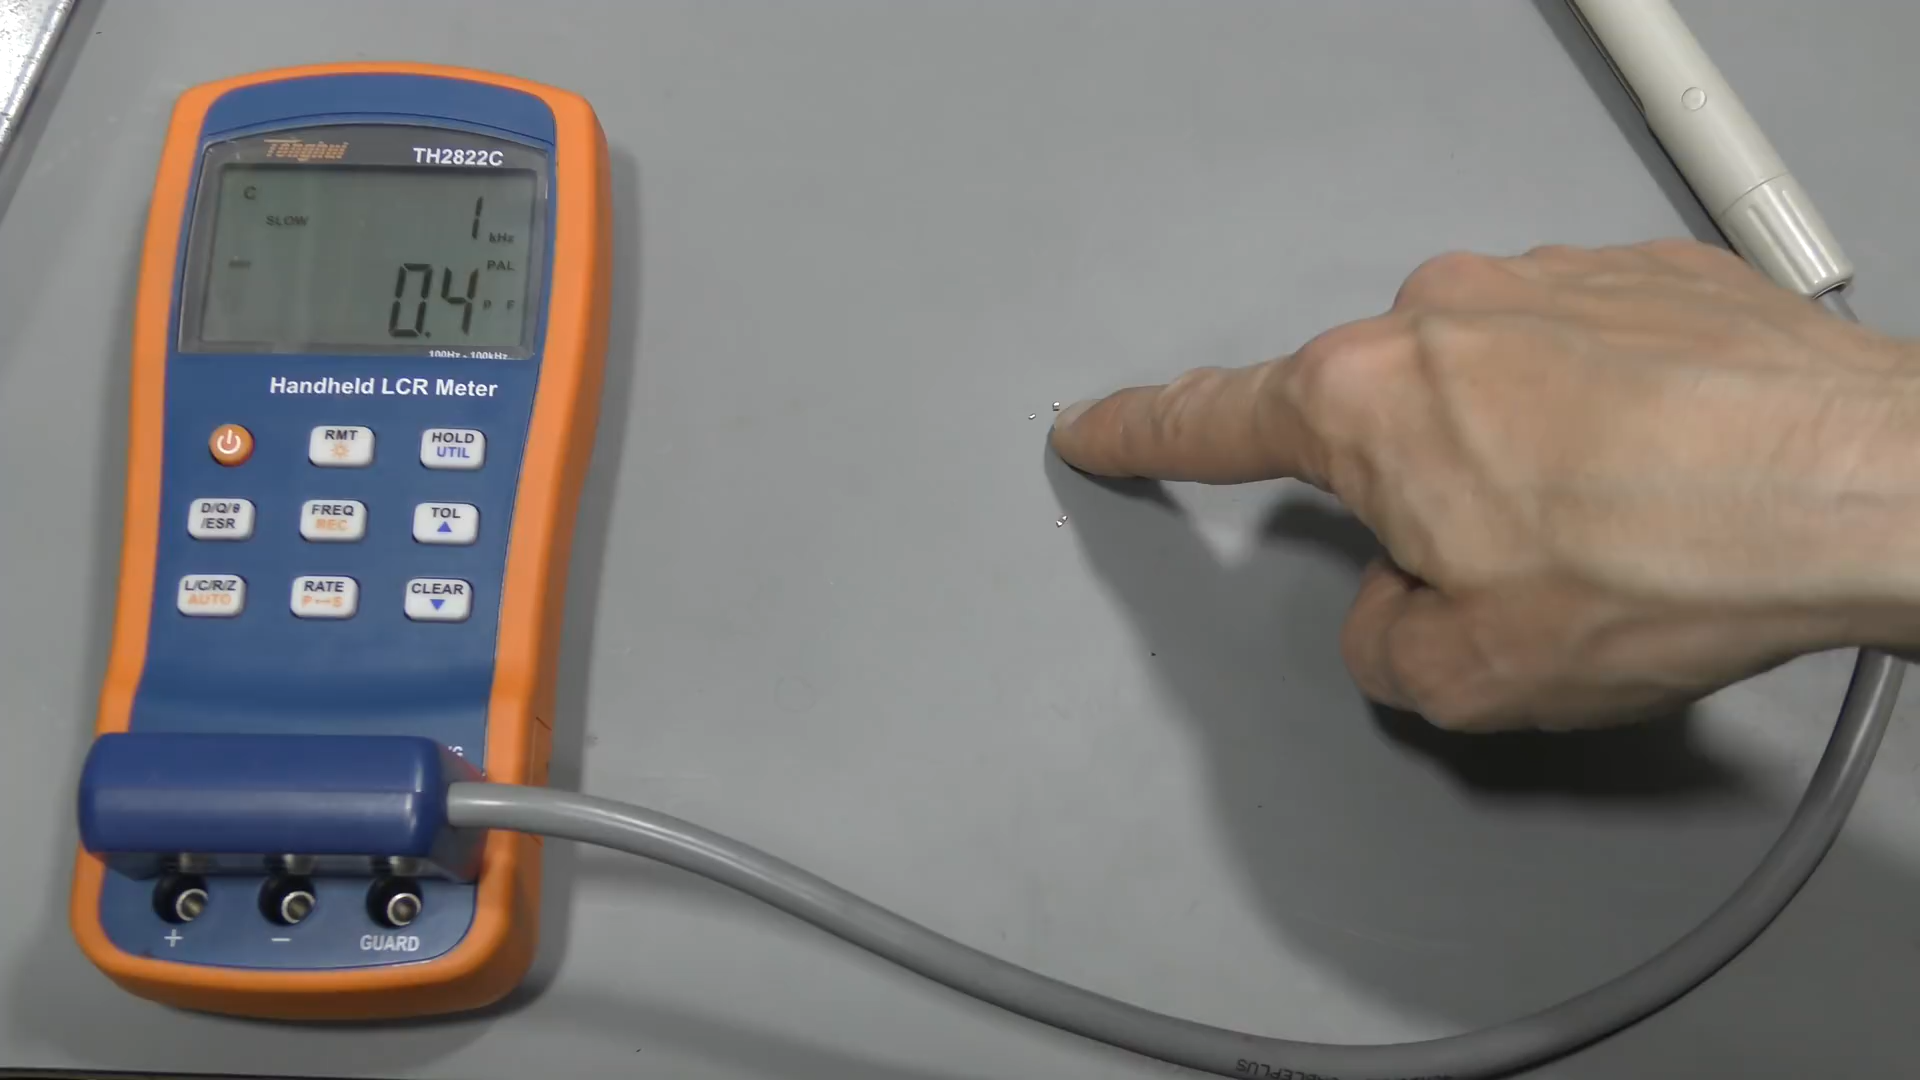 Tonghui
TH2822C
C
SLOW
1 kHz
PAL
0.4 pF
100Hz - 100kHz
Handheld LCR Meter
RMT
HOLD
UTIL
D/Q/θ
/ESR
FREQ
REC
TOL
L/C/R/Z
AUTO
RATE
P↔S
CLEAR
+
−
GUARD